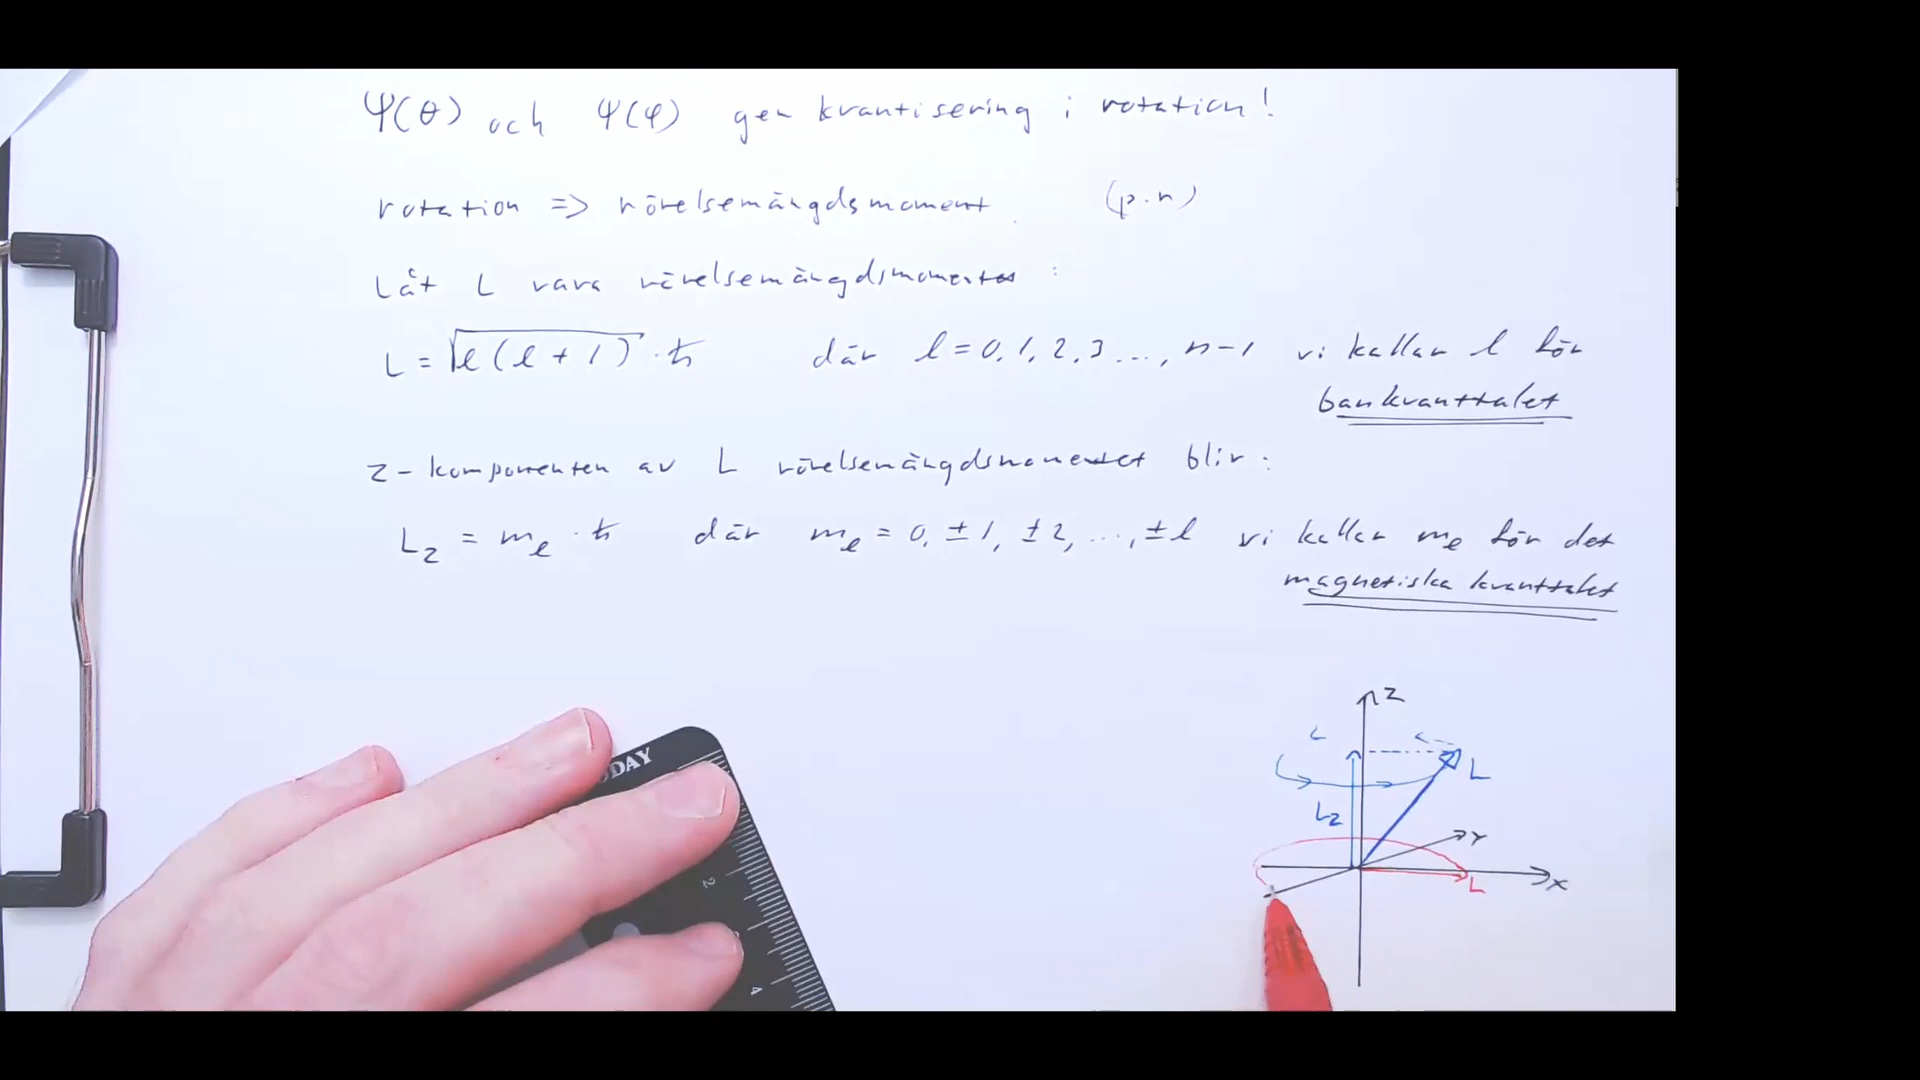 Ψ(θ) och Ψ(φ) ger kvantisering i rotation!
rotation => rörelsemängdsmoment (p·r)
Låt L vara rörelsemängdsmomentet:
L = √(l(l+1)) · ħ där l = 0, 1, 2, 3 ..., n-1 vi kallar l för
bankvanttalet
z-komponenten av L rörelsemängdsmomentet blir:
L_z = m_l · ħ där m_l = 0, ±1, ±2, ..., ±l vi kallar m_l för det
magnetiska kvanttalet
z
L
L_z
Y
X
L
DAY
2
4